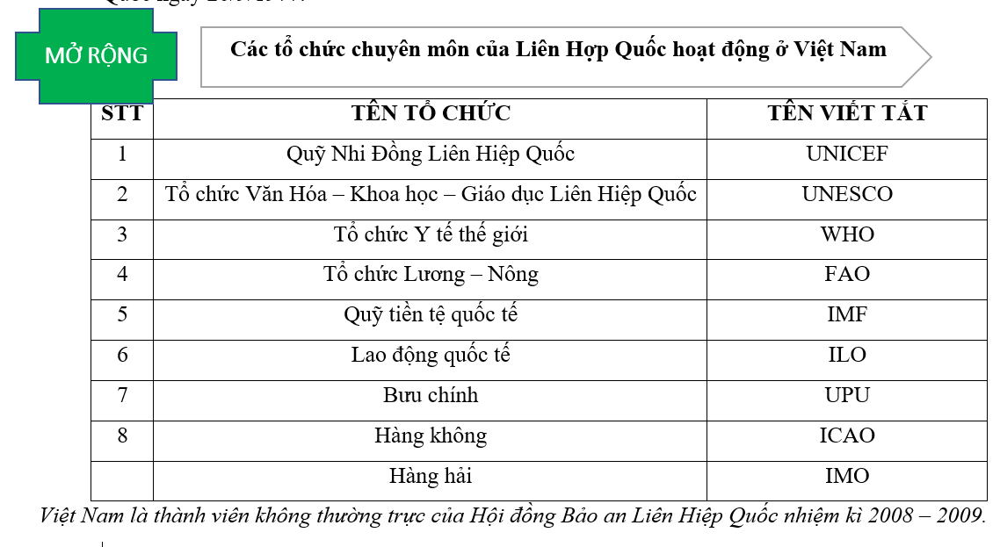 MỞ RỘNG
Các tổ chức chuyên môn của Liên Hợp Quốc hoạt động ở Việt Nam
STT TÊN TỔ CHỨC TÊN VIẾT TẮT
1 Quỹ Nhi Đồng Liên Hiệp Quốc UNICEF
2 Tổ chức Văn Hóa – Khoa học – Giáo dục Liên Hiệp Quốc UNESCO
3 Tổ chức Y tế thế giới WHO
4 Tổ chức Lương – Nông FAO
5 Quỹ tiền tệ quốc tế IMF
6 Lao động quốc tế ILO
7 Bưu chính UPU
8 Hàng không ICAO
Hàng hải IMO
Việt Nam là thành viên không thường trực của Hội đồng Bảo an Liên Hiệp Quốc nhiệm kì 2008 – 2009.